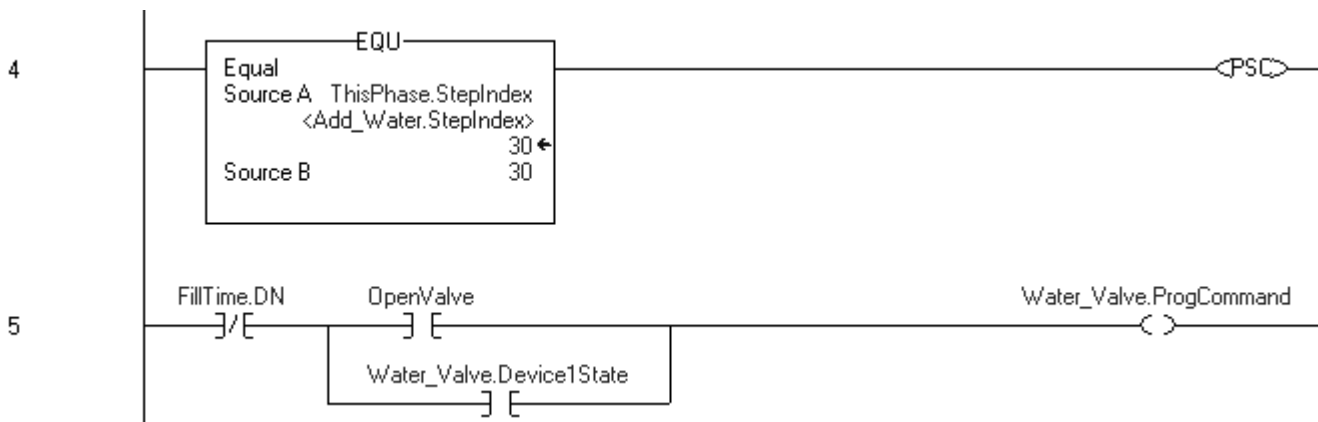 EQU
4
Equal
PSC
Source A ThisPhase.StepIndex
<Add_Water.StepIndex>
30
Source B 30
FillTime.DN OpenValve Water_Valve.ProgCommand
5
Water_Valve.Device1State